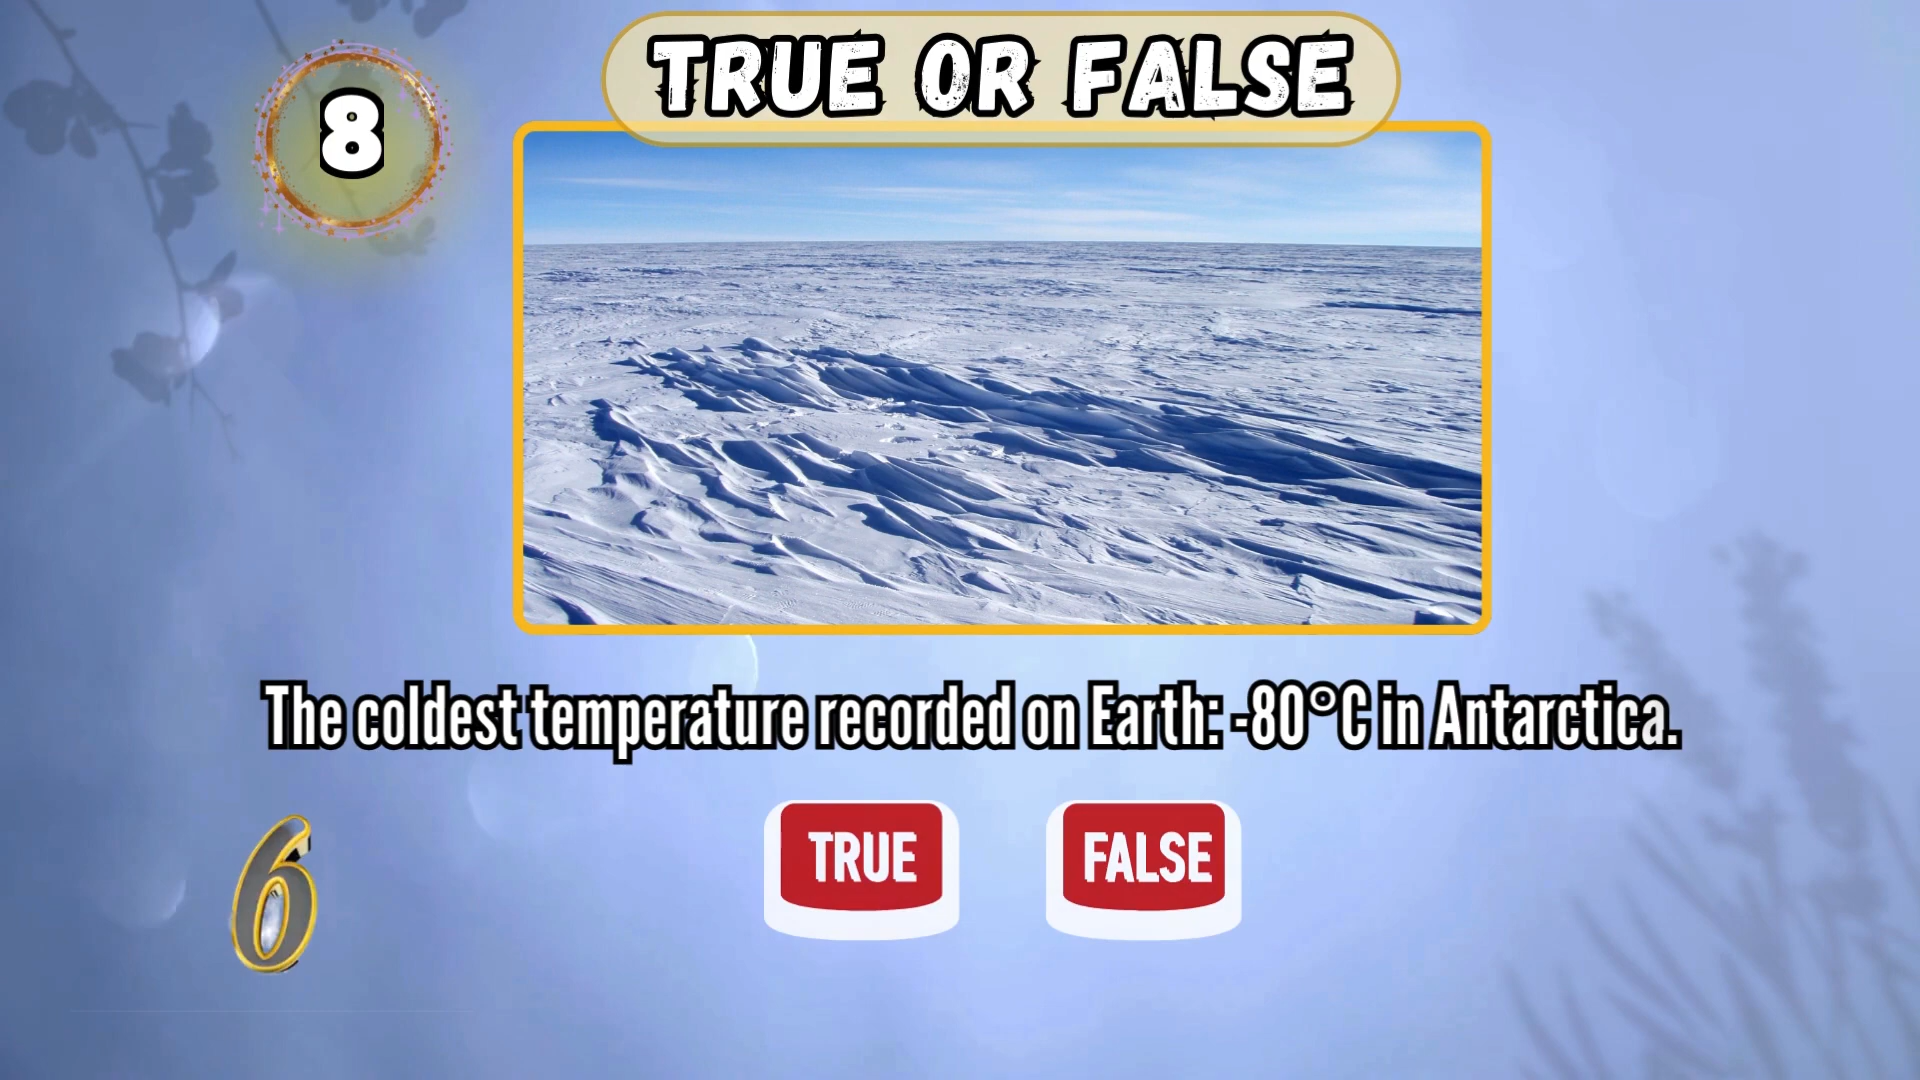 8
TRUE OR FALSE
The coldest temperature recorded on Earth: -80°C in Antarctica.
6
TRUE
FALSE